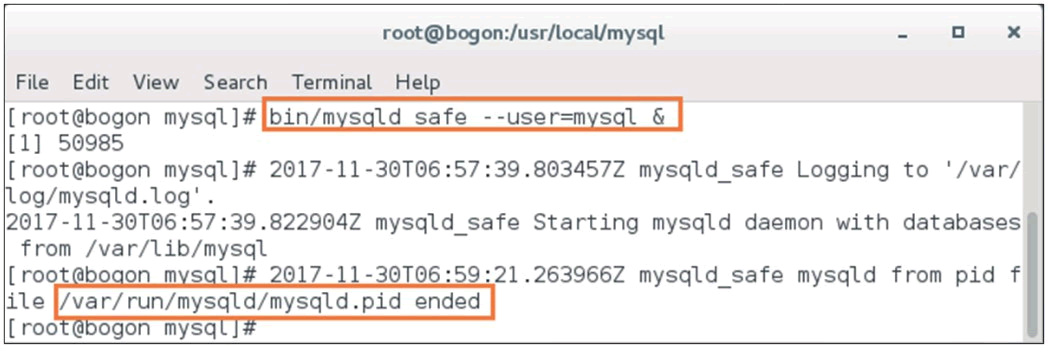 root@bogon:/usr/local/mysql
File Edit View Search Terminal Help
[root@bogon mysql]# bin/mysqld_safe --user=mysql &
[1] 50985
[root@bogon mysql]# 2017-11-30T06:57:39.803457Z mysqld_safe Logging to '/var/
log/mysqld.log'.
2017-11-30T06:57:39.822904Z mysqld_safe Starting mysqld daemon with databases
from /var/lib/mysql
[root@bogon mysql]# 2017-11-30T06:59:21.263966Z mysqld_safe mysqld from pid f
ile /var/run/mysqld/mysqld.pid ended
[root@bogon mysql]#